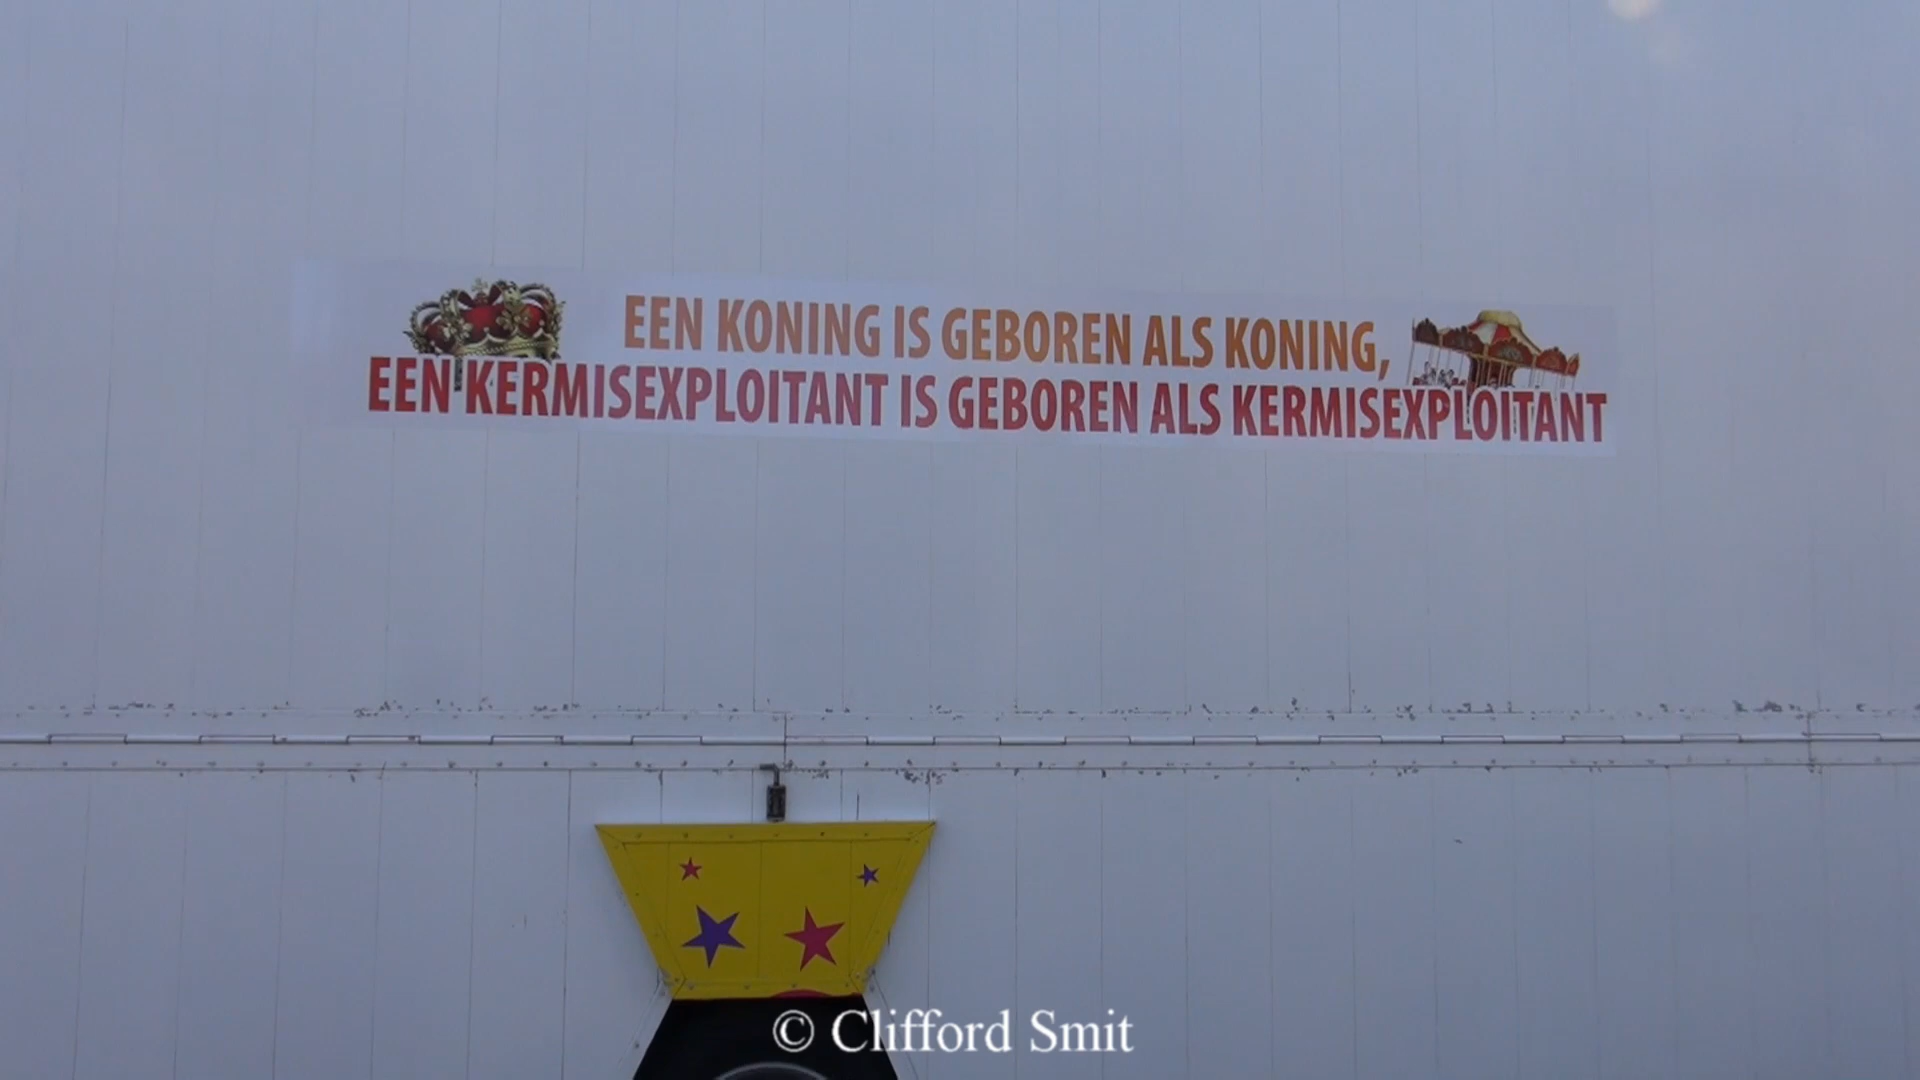 EEN KONING IS GEBOREN ALS KONING,
EEN KERMISEXPLOITANT IS GEBOREN ALS KERMISEXPLOITANT
© Clifford Smit